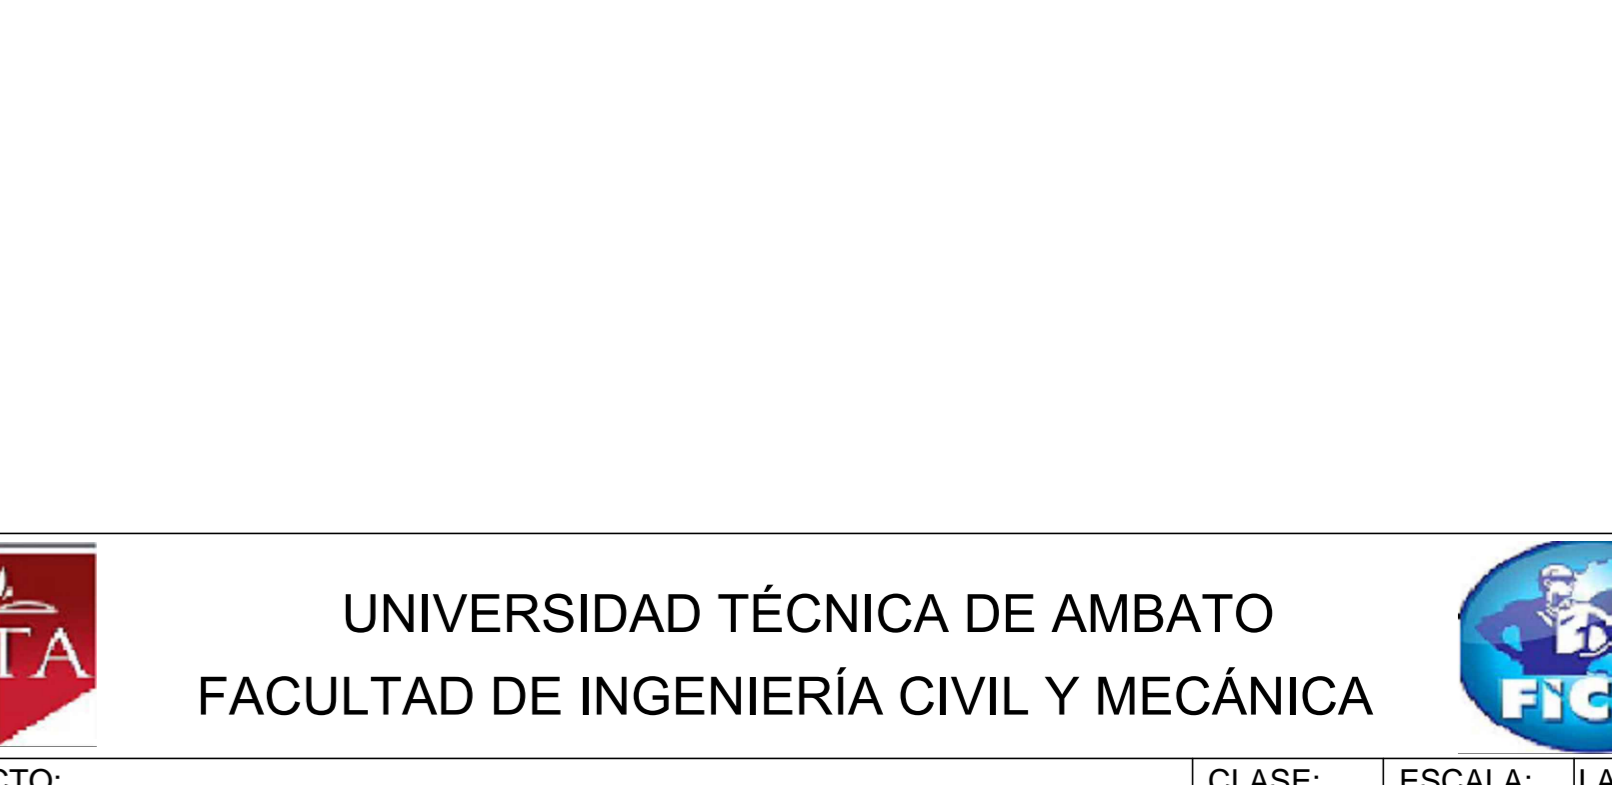 UNIVERSIDAD TÉCNICA DE AMBATO
FACULTAD DE INGENIERÍA CIVIL Y MECÁNICA
CLASE: ESCALA: